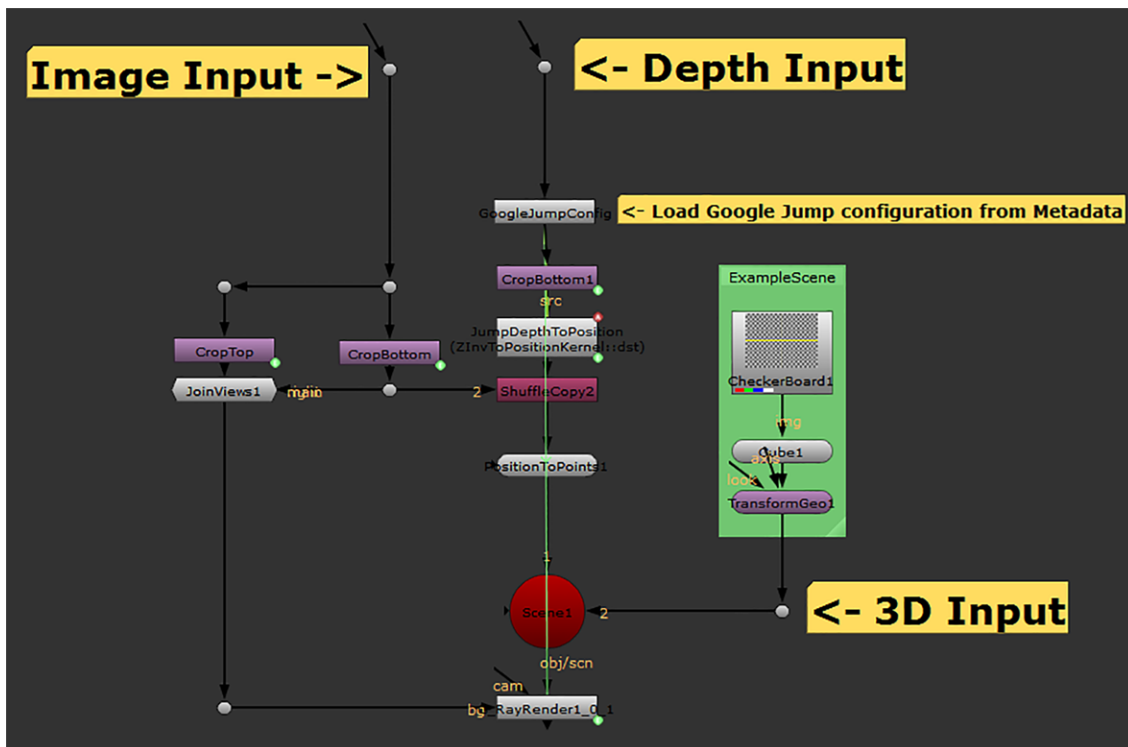 Image Input ->
<- Depth Input
GoogleJumpConfig
<- Load Google Jump configuration from Metadata
CropBottom1
src
ExampleScene
JumpDepthToPosition
(ZInvToPositionKernel::dst)
CropTop
CropBottom
CheckerBoard1
JoinViews1
main
2
ShuffleCopy2
img
Cube1
axis
look
PositionToPoints1
TransformGeo1
1
Scene1
2
<- 3D Input
obj/scn
cam
bg
_RayRender1_0_1